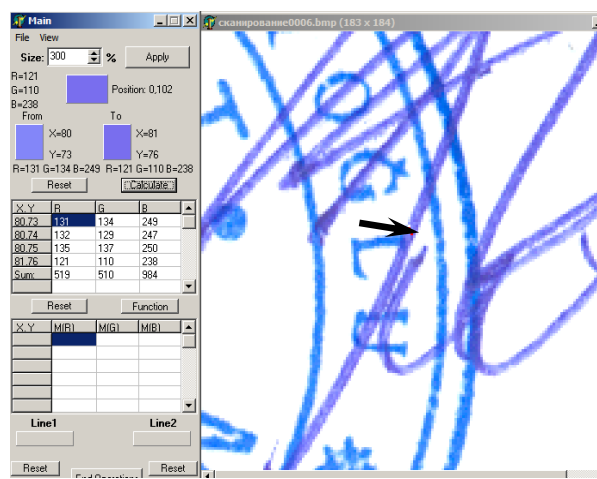 Main
File View
Size: 300 % Apply
R=121
G=110
B=238
Position: 0,102
From To
X=80 X=81
Y=73 Y=76
R=131 G=134 B=249 R=121 G=110 B=238
Reset Calculate
X.Y R G B
80.73 131 134 249
80.74 132 129 247
80.75 135 137 250
81.76 121 110 238
Sum: 519 510 984
Reset Function
X.Y M(R) M(G) M(B)
Line1 Line2
Reset End Operation Reset
сканирование0006.bmp (183 x 184)